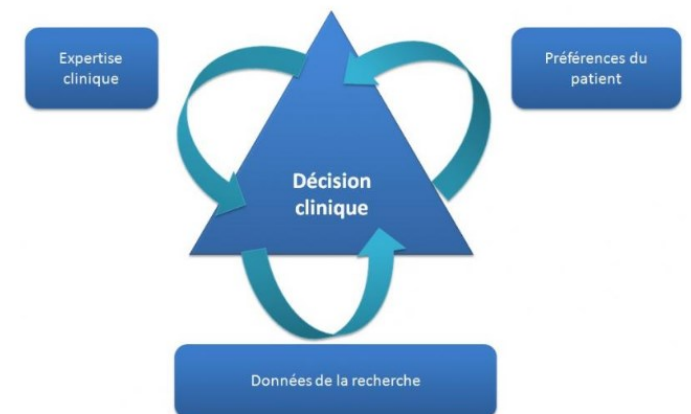 Expertise
clinique
Préférences du
patient
Décision
clinique
Données de la recherche